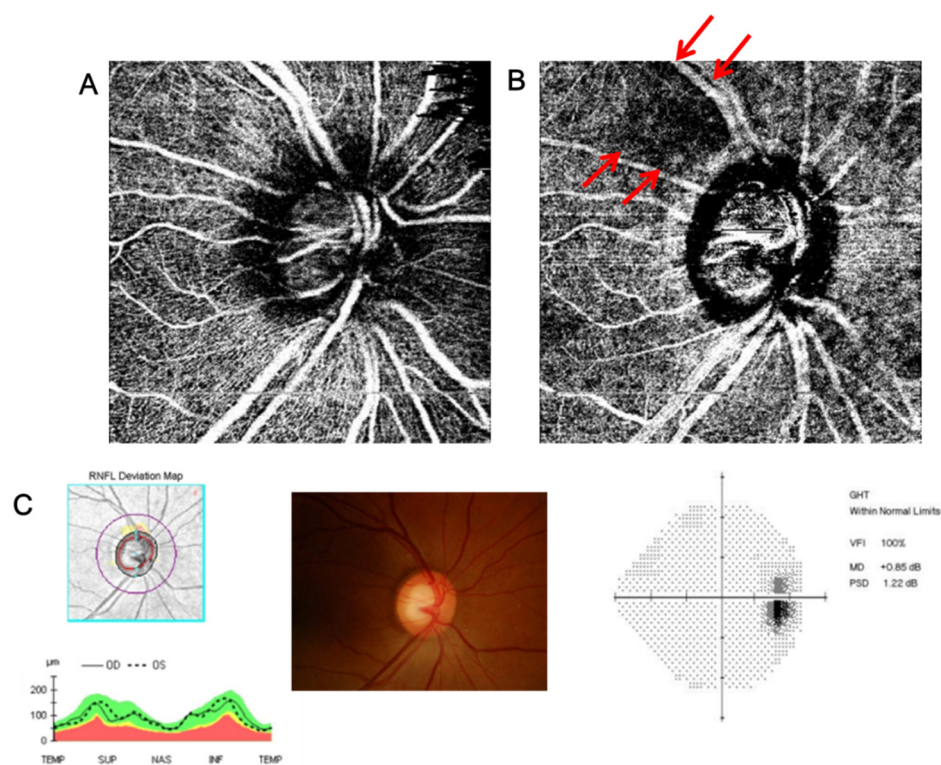 A
B
C
RNFL Deviation Map
µm
OD OS
200
100
0
TEMP SUP NAS INF TEMP
GHT
Within Normal Limits
VFI 100%
MD +0.85 dB
PSD 1.22 dB